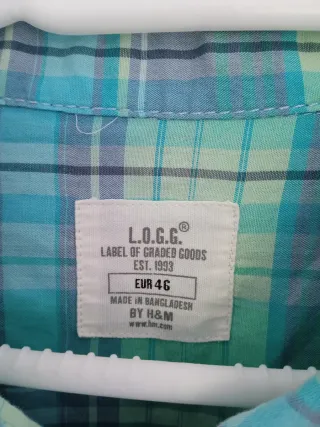 L.O.G.G.®
LABEL OF GRADED GOODS
EST. 1993
EUR 46
MADE IN BANGLADESH
BY H&M
www.hm.com